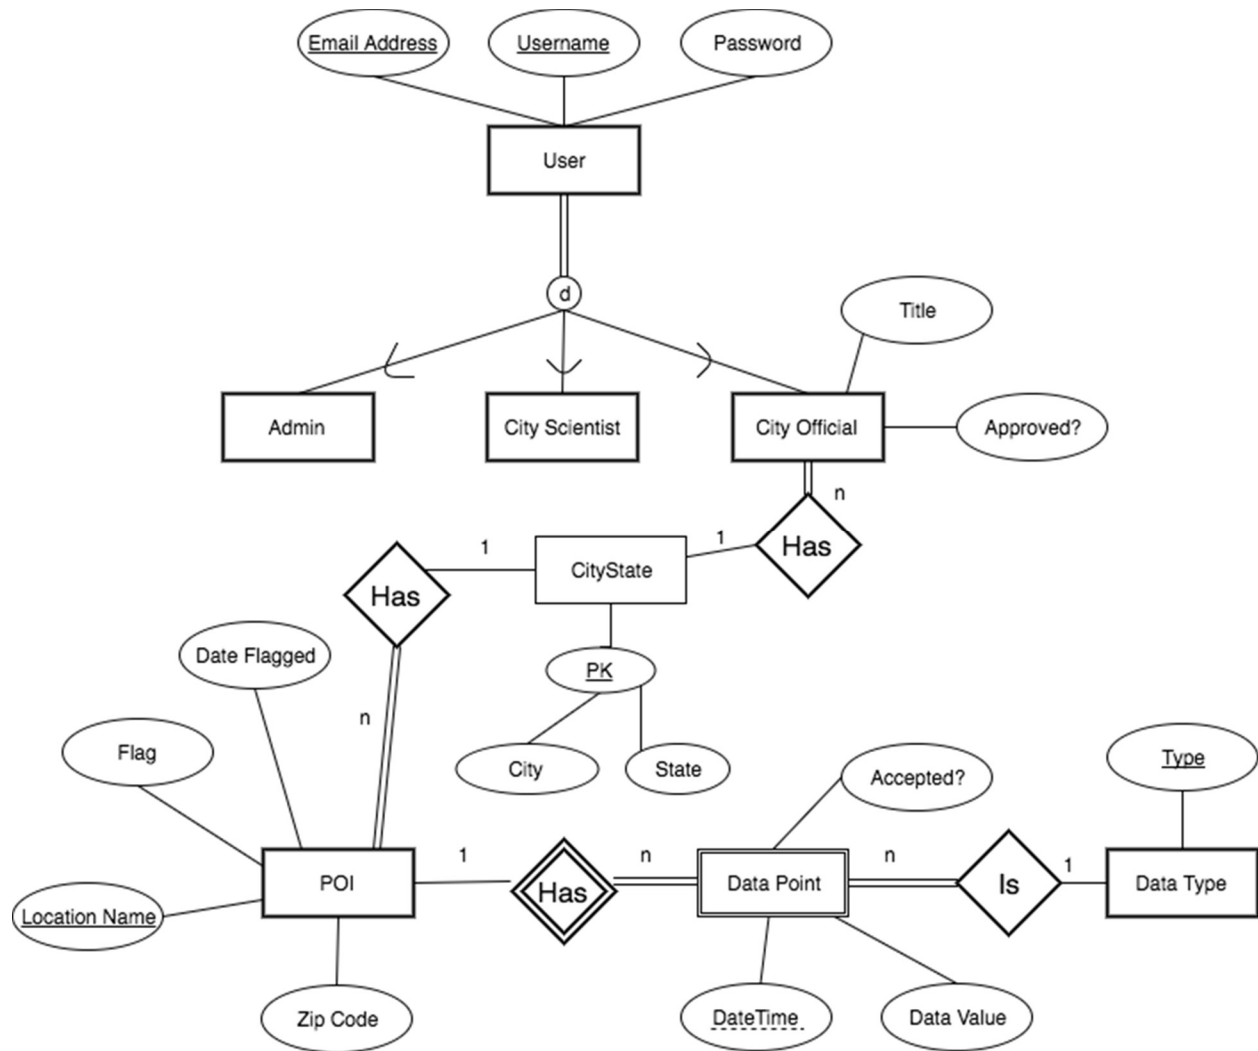 Email Address
Username
Password
User
d
Title
Admin
City Scientist
City Official
Approved?
n
1
1
Has
CityState
Has
Date Flagged
PK
n
Flag
City
State
Accepted?
Type
1
n
n
1
POI
Has
Data Point
Is
Data Type
Location Name
Zip Code
DateTime
Data Value